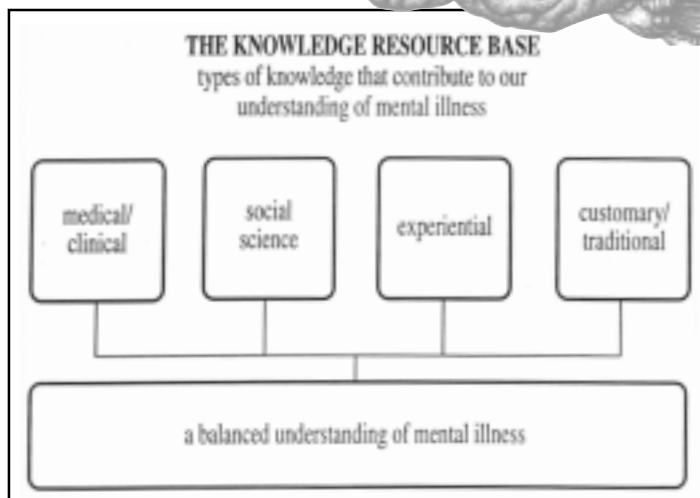 THE KNOWLEDGE RESOURCE BASE
types of knowledge that contribute to our
understanding of mental illness
medical/
clinical
social
science
experiential
customary/
traditional
a balanced understanding of mental illness